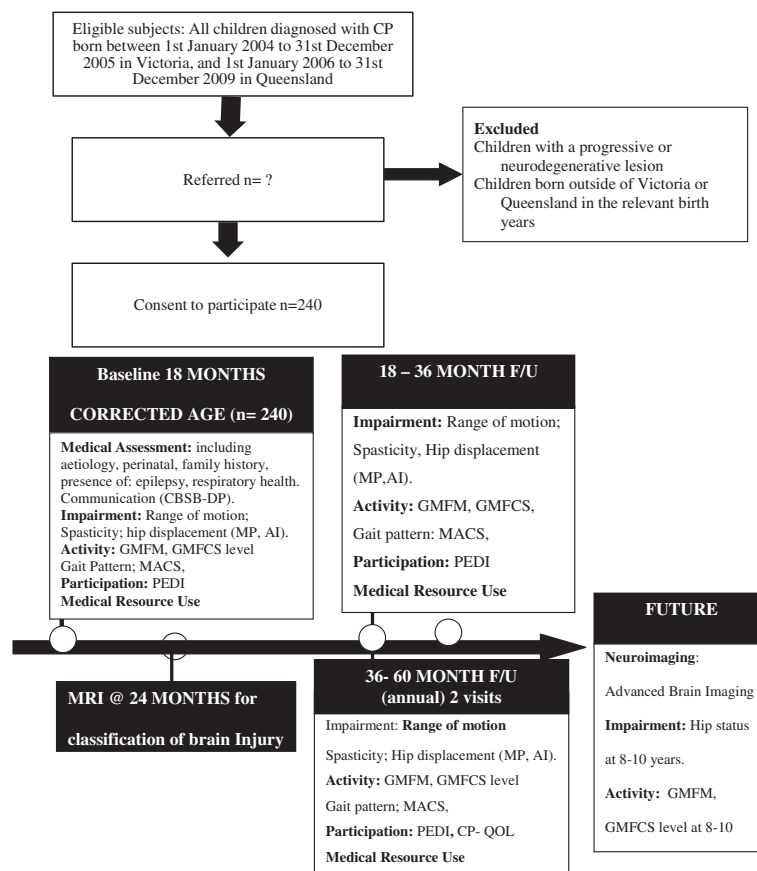 Eligible subjects: All children diagnosed with CP
born between 1st January 2004 to 31st December
2005 in Victoria, and 1st January 2006 to 31st
December 2009 in Queensland
Referred n= ?
Excluded
Children with a progressive or
neurodegenerative lesion
Children born outside of Victoria or
Queensland in the relevant birth
years
Consent to participate n=240
Baseline 18 MONTHS
CORRECTED AGE (n= 240)
Medical Assessment: including
aetiology, perinatal, family history,
presence of: epilepsy, respiratory health.
Communication (CBSB-DP).
Impairment: Range of motion;
Spasticity; hip displacement (MP, AI).
Activity: GMFM, GMFCS level
Gait Pattern; MACS,
Participation: PEDI
Medical Resource Use
18 – 36 MONTH F/U
Impairment: Range of motion;
Spasticity, Hip displacement
(MP,AI).
Activity: GMFM, GMFCS,
Gait pattern: MACS,
Participation: PEDI
Medical Resource Use
MRI @ 24 MONTHS for
classification of brain Injury
36- 60 MONTH F/U
(annual) 2 visits
Impairment: Range of motion
Spasticity; Hip displacement (MP, AI).
Activity: GMFM, GMFCS level
Gait pattern; MACS,
Participation: PEDI, CP- QOL
Medical Resource Use
FUTURE
Neuroimaging:
Advanced Brain Imaging
Impairment: Hip status
at 8-10 years.
Activity: GMFM,
GMFCS level at 8-10